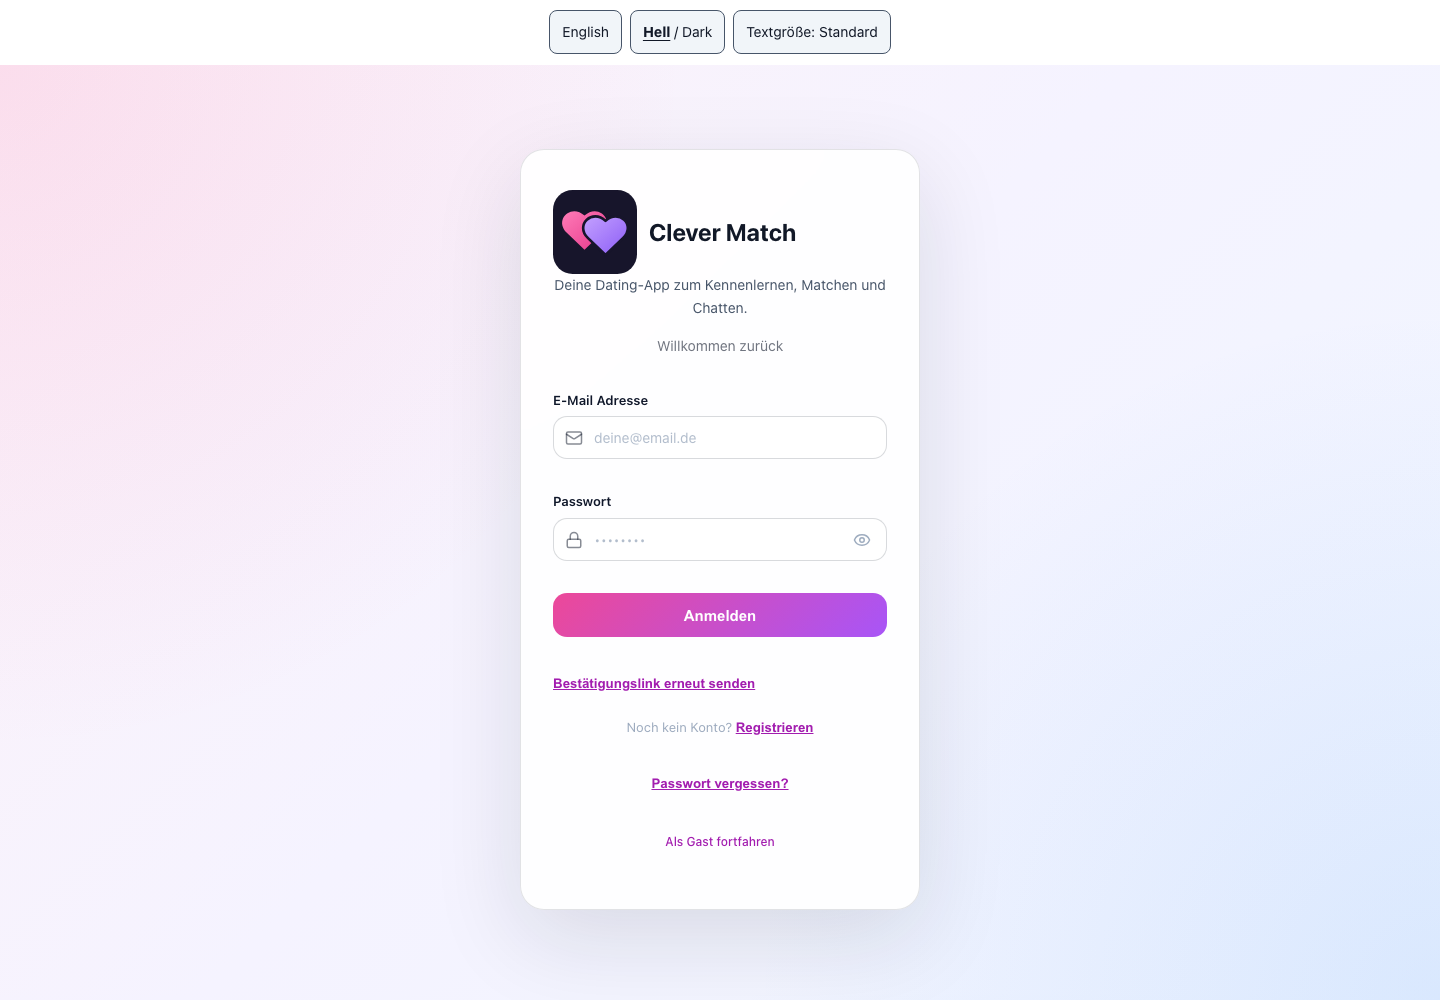 English
Hell / Dark
Textgröße: Standard
Clever Match
Deine Dating-App zum Kennenlernen, Matchen und
Chatten.
Willkommen zurück
E-Mail Adresse
deine@email.de
Passwort
••••••••
Anmelden
Bestätigungslink erneut senden
Noch kein Konto? Registrieren
Passwort vergessen?
Als Gast fortfahren